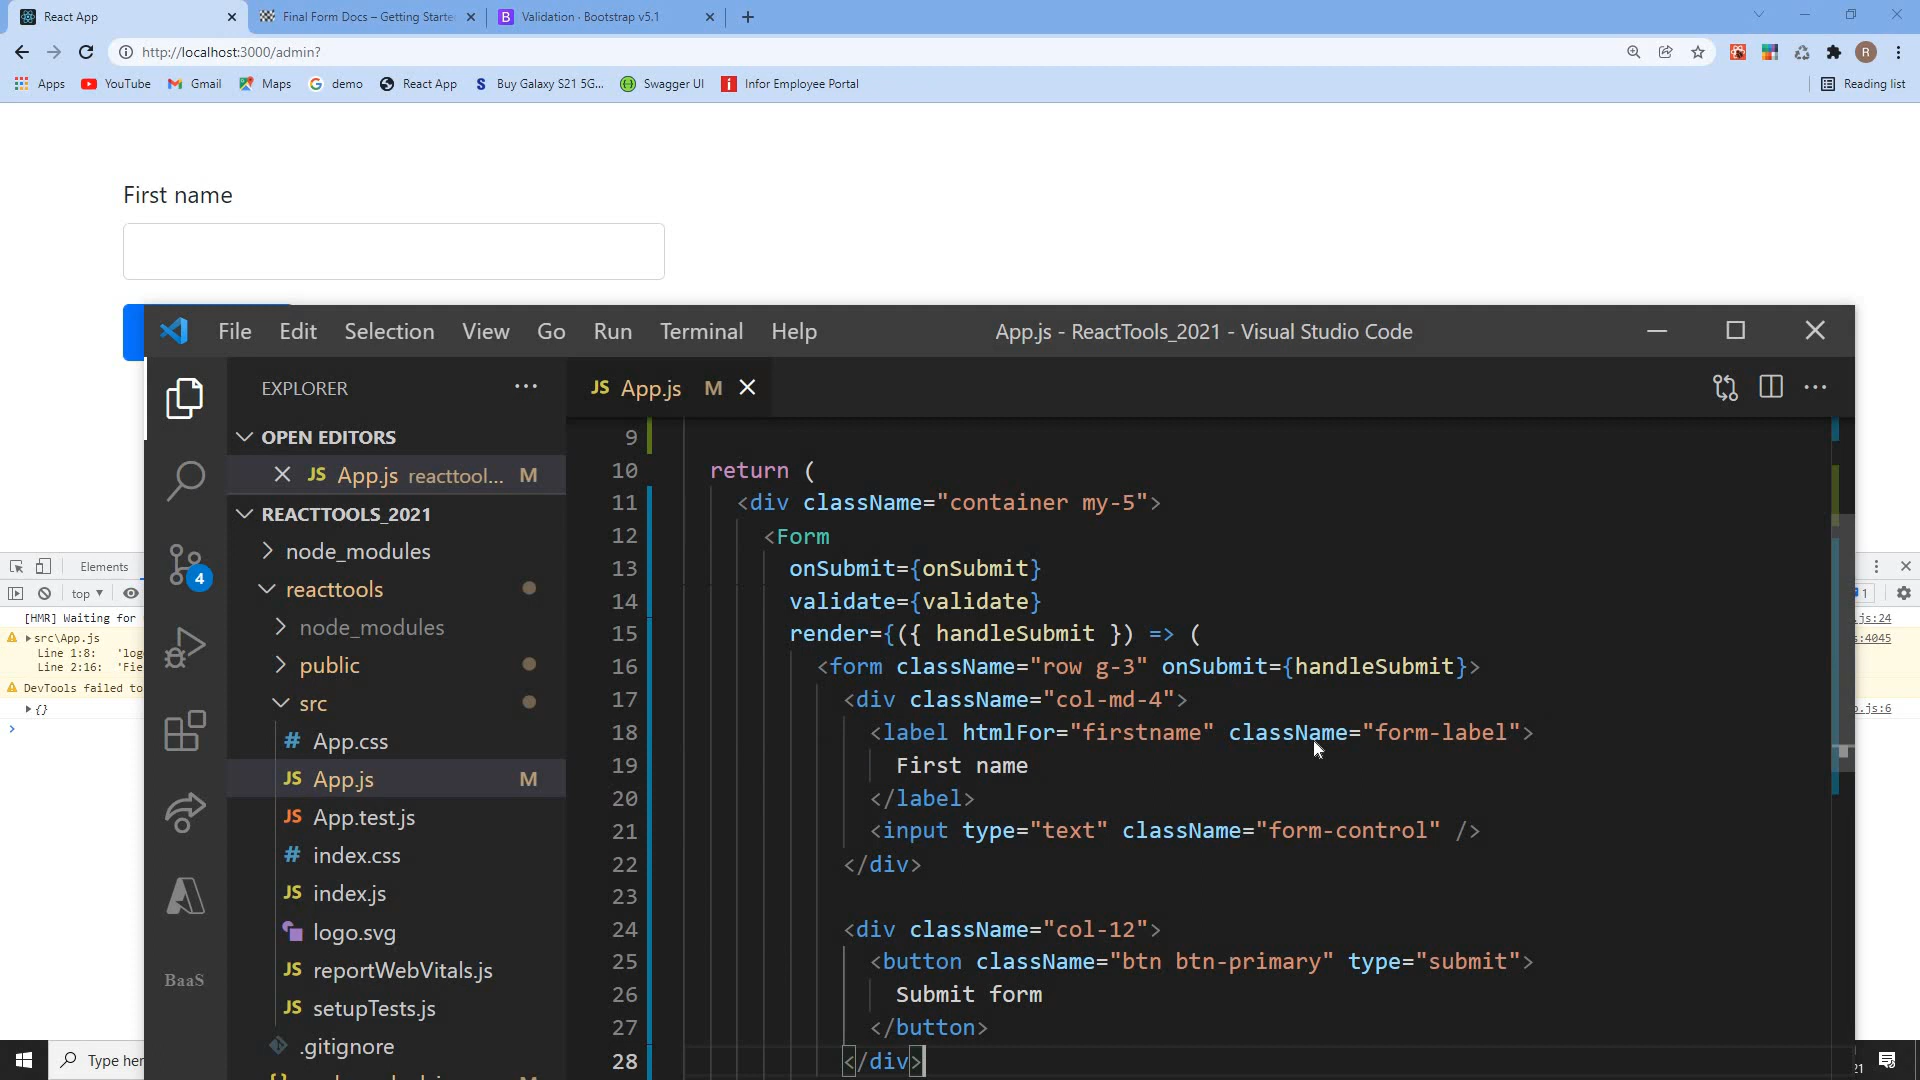 React App
Final Form Docs – Getting Starte
Validation · Bootstrap v5.1
http://localhost:3000/admin?
R
Apps
YouTube
Gmail
Maps
demo
React App
Buy Galaxy S21 5G...
Swagger UI
Infor Employee Portal
Reading list
First name
File Edit Selection View Go Run Terminal Help
App.js - ReactTools_2021 - Visual Studio Code
EXPLORER
JS App.js M
OPEN EDITORS
JS App.js reacttool... M
REACTTOOLS_2021
node_modules
reacttools
node_modules
public
src
# App.css
JS App.js M
JS App.test.js
# index.css
JS index.js
logo.svg
JS reportWebVitals.js
JS setupTests.js
.gitignore
4
BaaS
9
10 return (
11 <div className="container my-5">
12 <Form
13 onSubmit={onSubmit}
14 validate={validate}
15 render={({ handleSubmit }) => (
16 <form className="row g-3" onSubmit={handleSubmit}>
17 <div className="col-md-4">
18 <label htmlFor="firstname" className="form-label">
19 First name
20 </label>
21 <input type="text" className="form-control" />
22 </div>
23
24 <div className="col-12">
25 <button className="btn btn-primary" type="submit">
26 Submit form
27 </button>
28 </div>
Elements
top
1
[HMR] Waiting for
.js:24
src\App.js
s:4045
Line 1:8: 'log
Line 2:16: 'Fie
DevTools failed to
{}
p.js:6
Type her
21